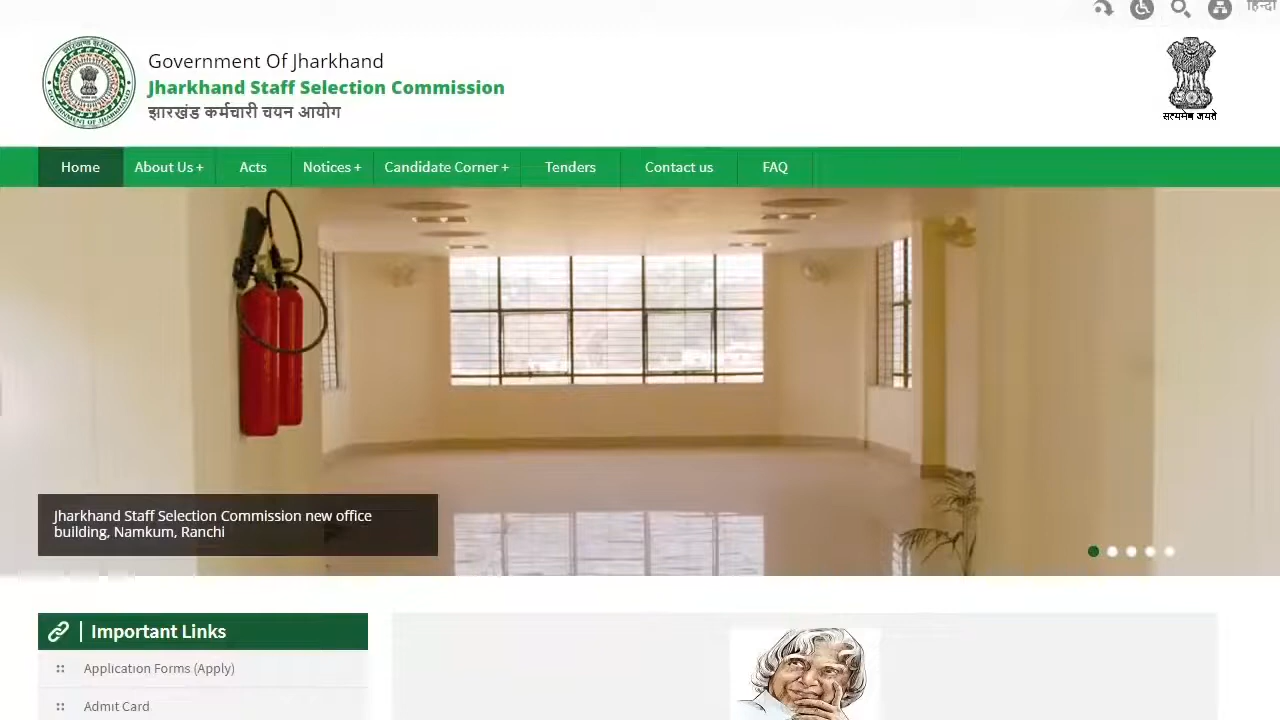 हिन्दी
Government Of Jharkhand
Jharkhand Staff Selection Commission
झारखंड कर्मचारी चयन आयोग
सत्यमेव जयते
Home
About Us +
Acts
Notices +
Candidate Corner +
Tenders
Contact us
FAQ
Jharkhand Staff Selection Commission new office
building, Namkum, Ranchi
Important Links
Application Forms (Apply)
Admit Card